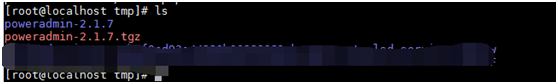 [root@localhost tmp]# ls
poweradmin-2.1.7
poweradmin-2.1.7.tgz
[root@localhost tmp]#